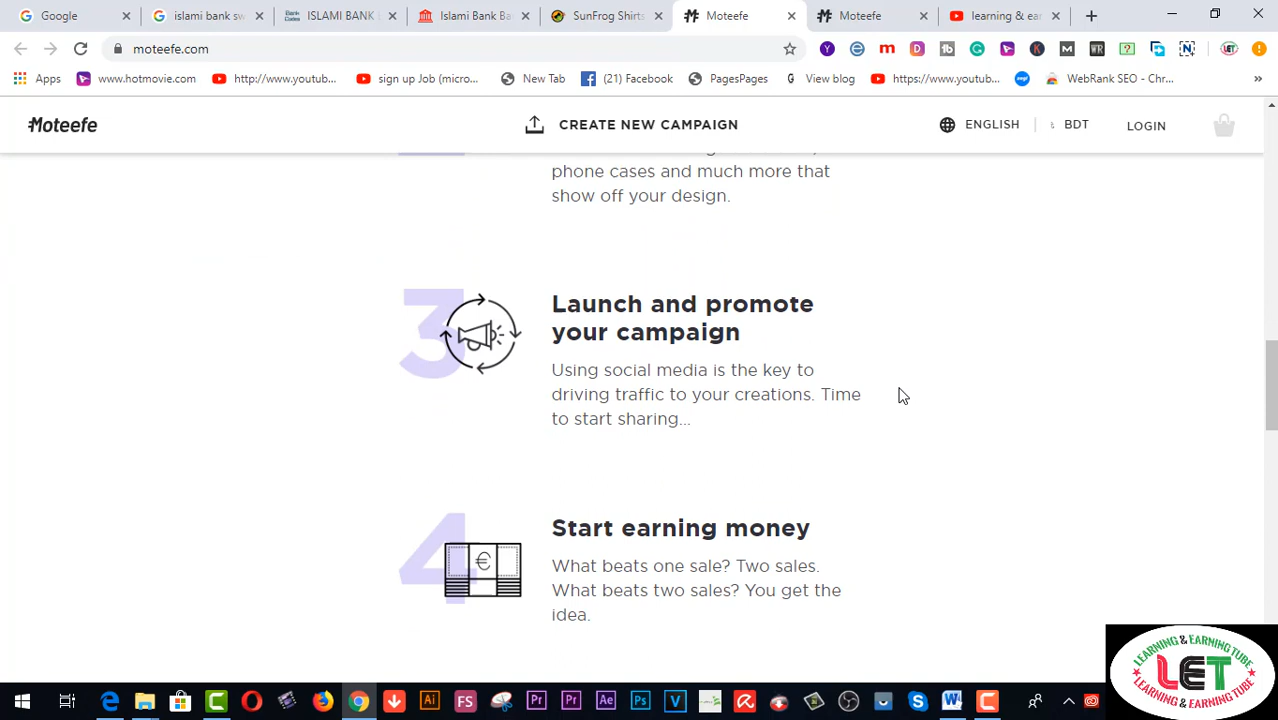 Google
islami bank sw
ISLAMI BANK
Islami Bank Ba
SunFrog Shirts
Moteefe
Moteefe
learning & ear
moteefe.com
Apps
www.hotmovie.com
http://www.youtub...
sign up Job (micro...
New Tab
(21) Facebook
PagesPages
View blog
https://www.youtub...
WebRank SEO - Chr...
Moteefe
CREATE NEW CAMPAIGN
ENGLISH
BDT
LOGIN
phone cases and much more that
show off your design.
3
Launch and promote
your campaign
Using social media is the key to
driving traffic to your creations. Time
to start sharing...
4
Start earning money
What beats one sale? Two sales.
What beats two sales? You get the
idea.
LEARNING & EARNING TUBE
LET
LEARNING & EARNING TUBE